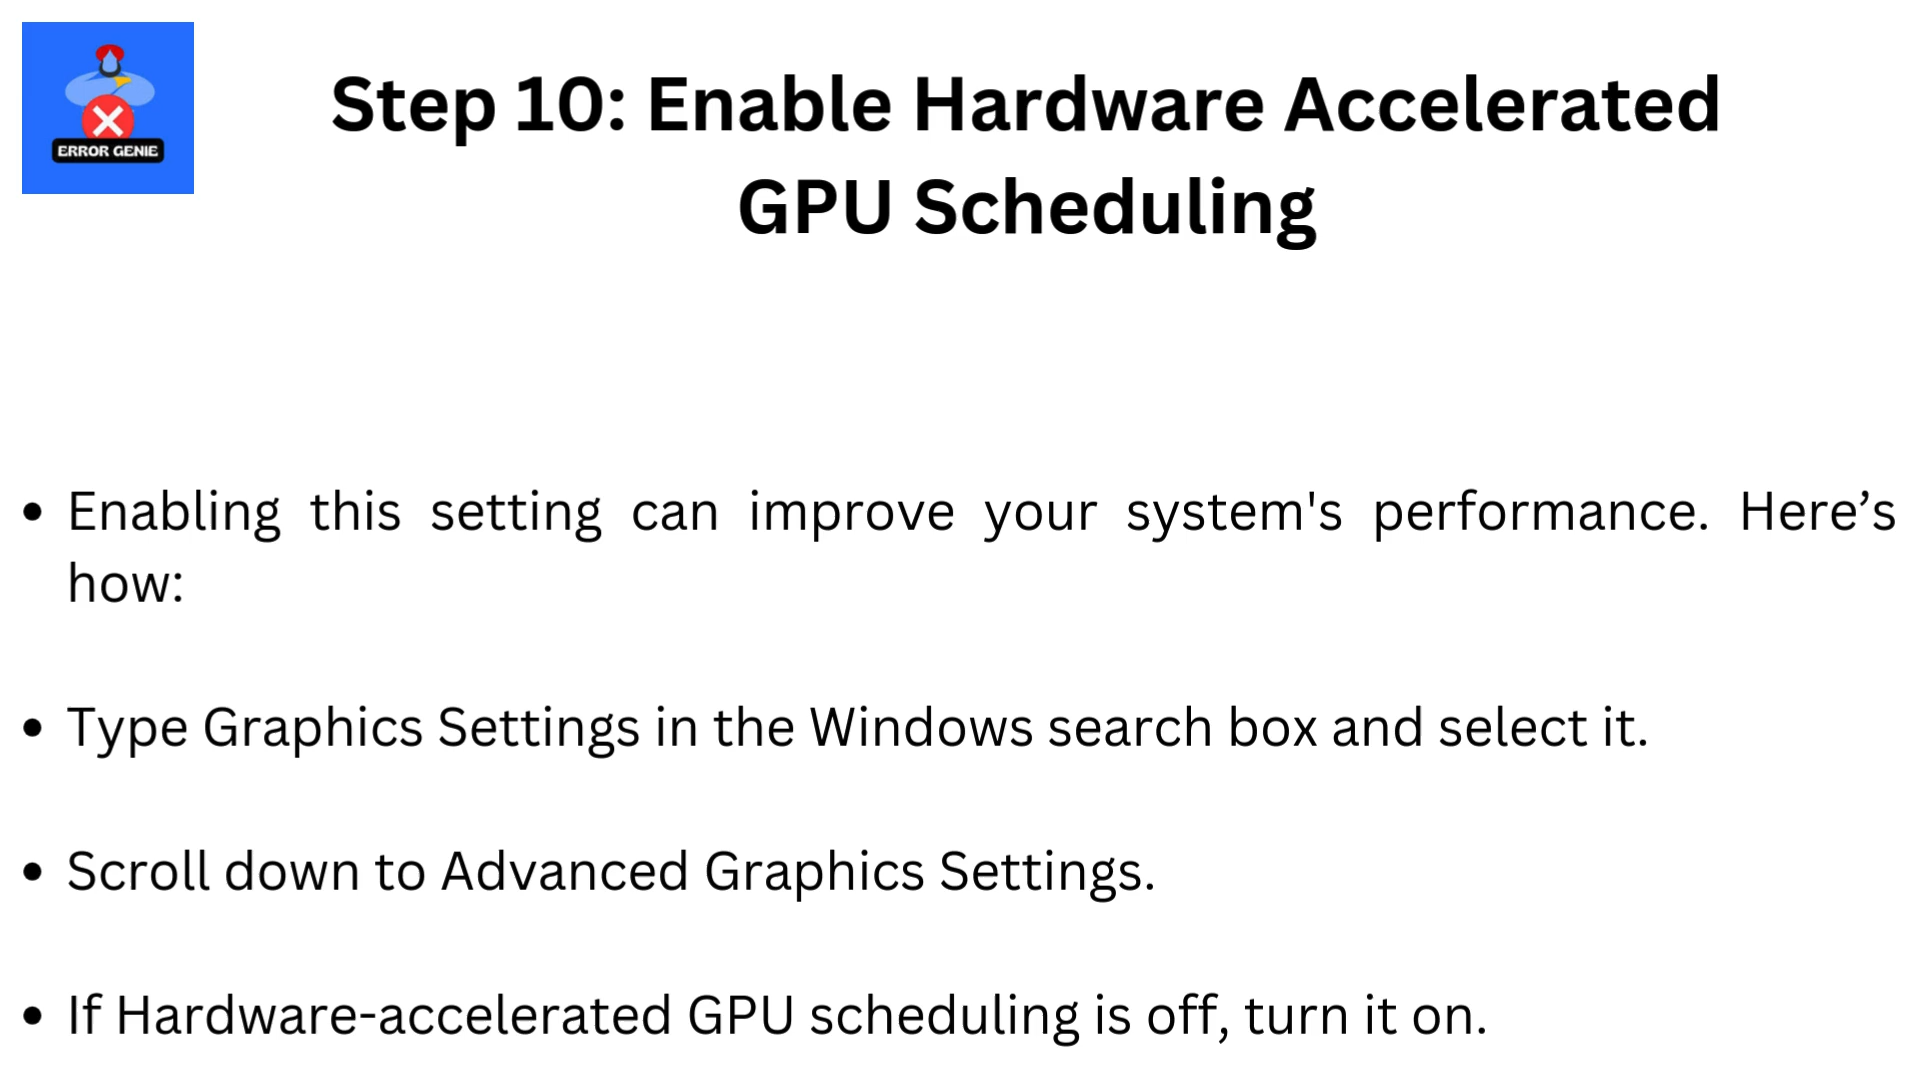 ERROR GENIE
Step 10: Enable Hardware Accelerated
GPU Scheduling
• Enabling this setting can improve your system's performance. Here’s
how:
• Type Graphics Settings in the Windows search box and select it.
• Scroll down to Advanced Graphics Settings.
• If Hardware-accelerated GPU scheduling is off, turn it on.